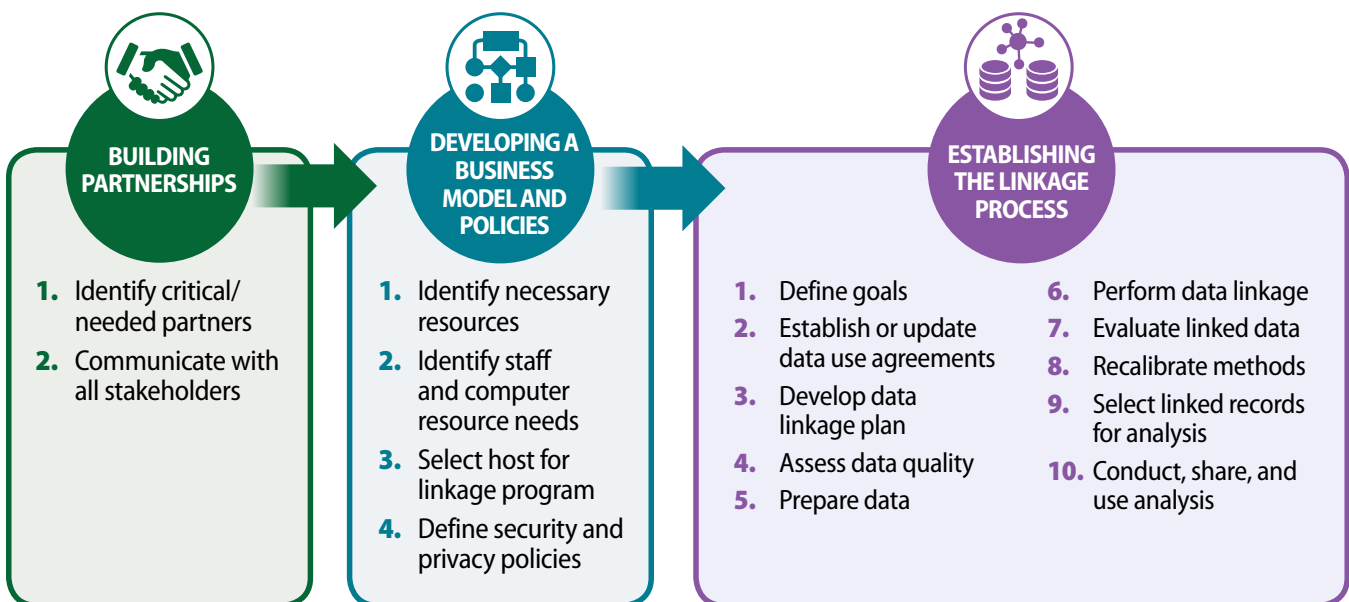 BUILDING
PARTNERSHIPS
1. Identify critical/
needed partners
2. Communicate with
all stakeholders
DEVELOPING A
BUSINESS
MODEL AND
POLICIES
1. Identify necessary
resources
2. Identify staff
and computer
resource needs
3. Select host for
linkage program
4. Define security and
privacy policies
ESTABLISHING
THE LINKAGE
PROCESS
1. Define goals
2. Establish or update
data use agreements
3. Develop data
linkage plan
4. Assess data quality
5. Prepare data
6. Perform data linkage
7. Evaluate linked data
8. Recalibrate methods
9. Select linked records
for analysis
10. Conduct, share, and
use analysis